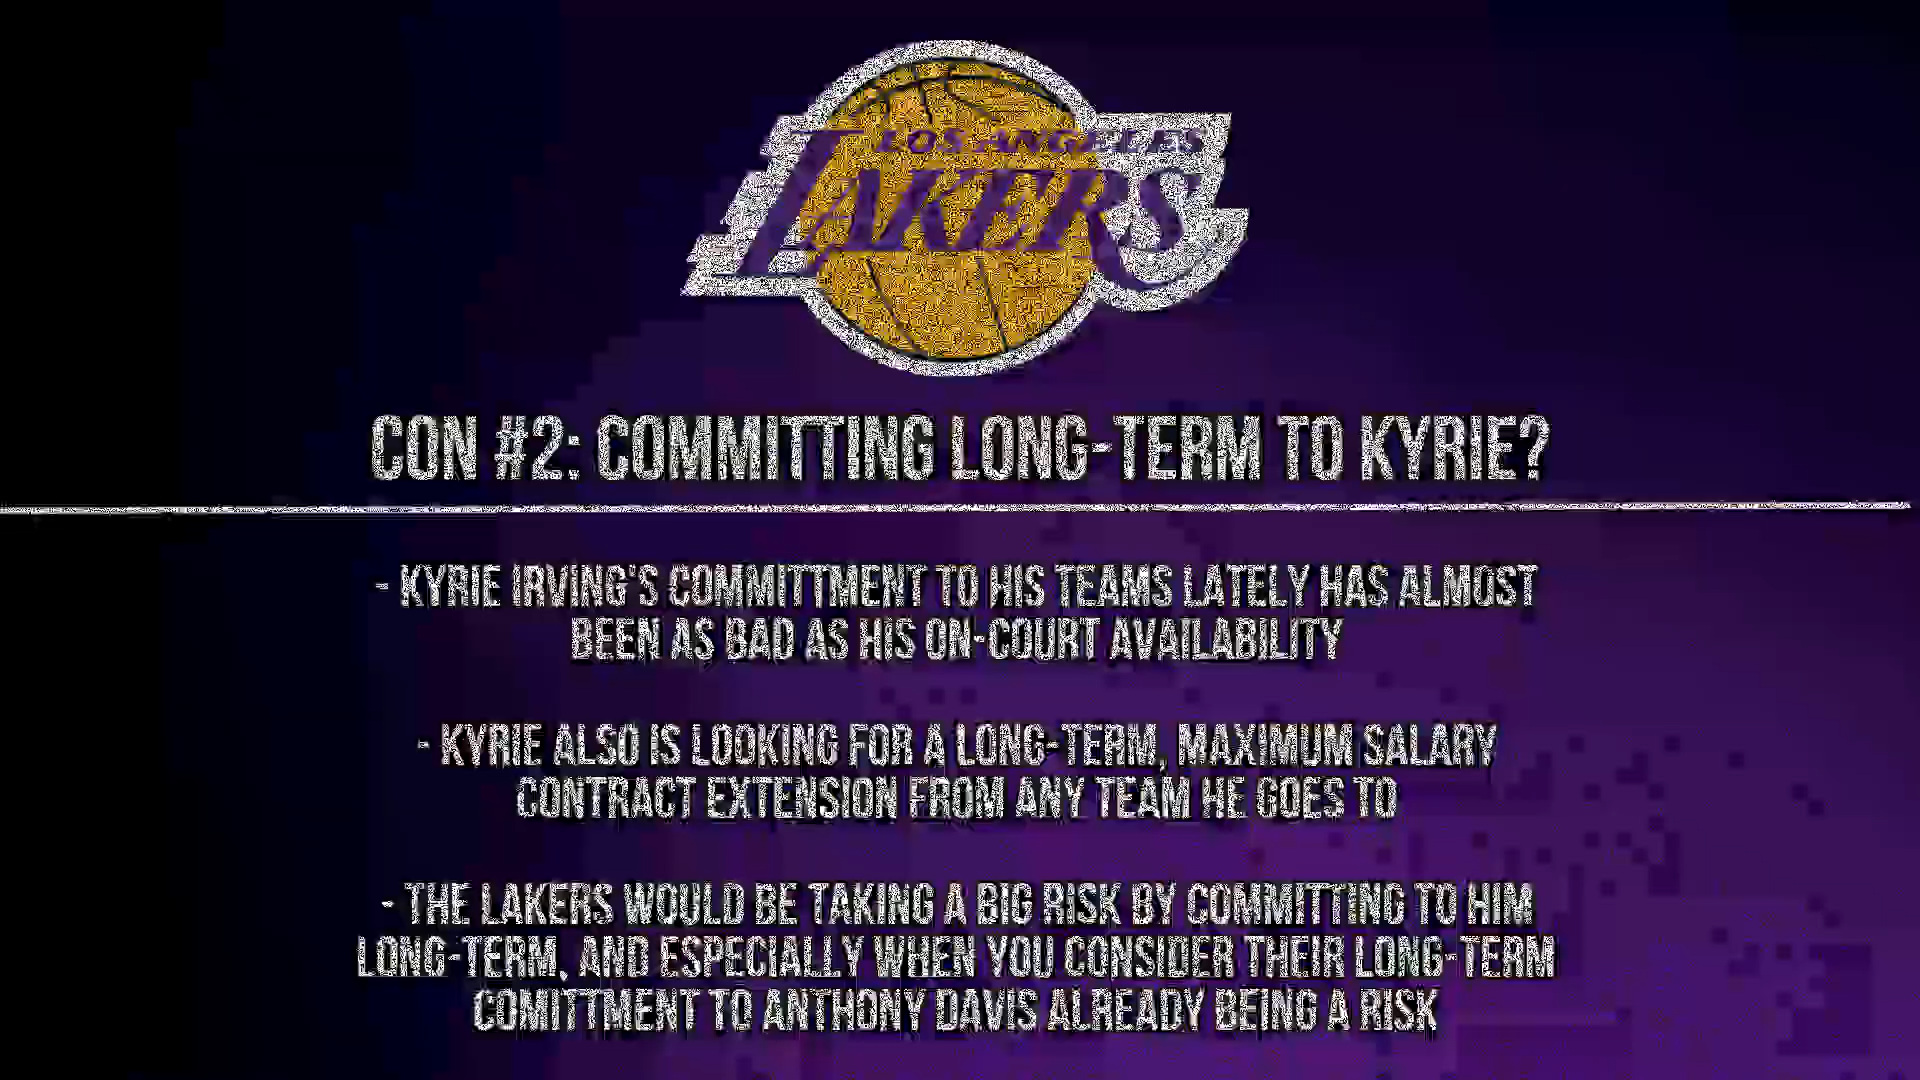 LOS ANGELES
LAKERS
CON #2: COMMITTING LONG-TERM TO KYRIE?
- KYRIE IRVING'S COMMITTMENT TO HIS TEAMS LATELY HAS ALMOST
BEEN AS BAD AS HIS ON-COURT AVAILABILITY
- KYRIE ALSO IS LOOKING FOR A LONG-TERM, MAXIMUM SALARY
CONTRACT EXTENSION FROM ANY TEAM HE GOES TO
- THE LAKERS WOULD BE TAKING A BIG RISK BY COMMITTING TO HIM
LONG-TERM, AND ESPECIALLY WHEN YOU CONSIDER THEIR LONG-TERM
COMITTMENT TO ANTHONY DAVIS ALREADY BEING A RISK